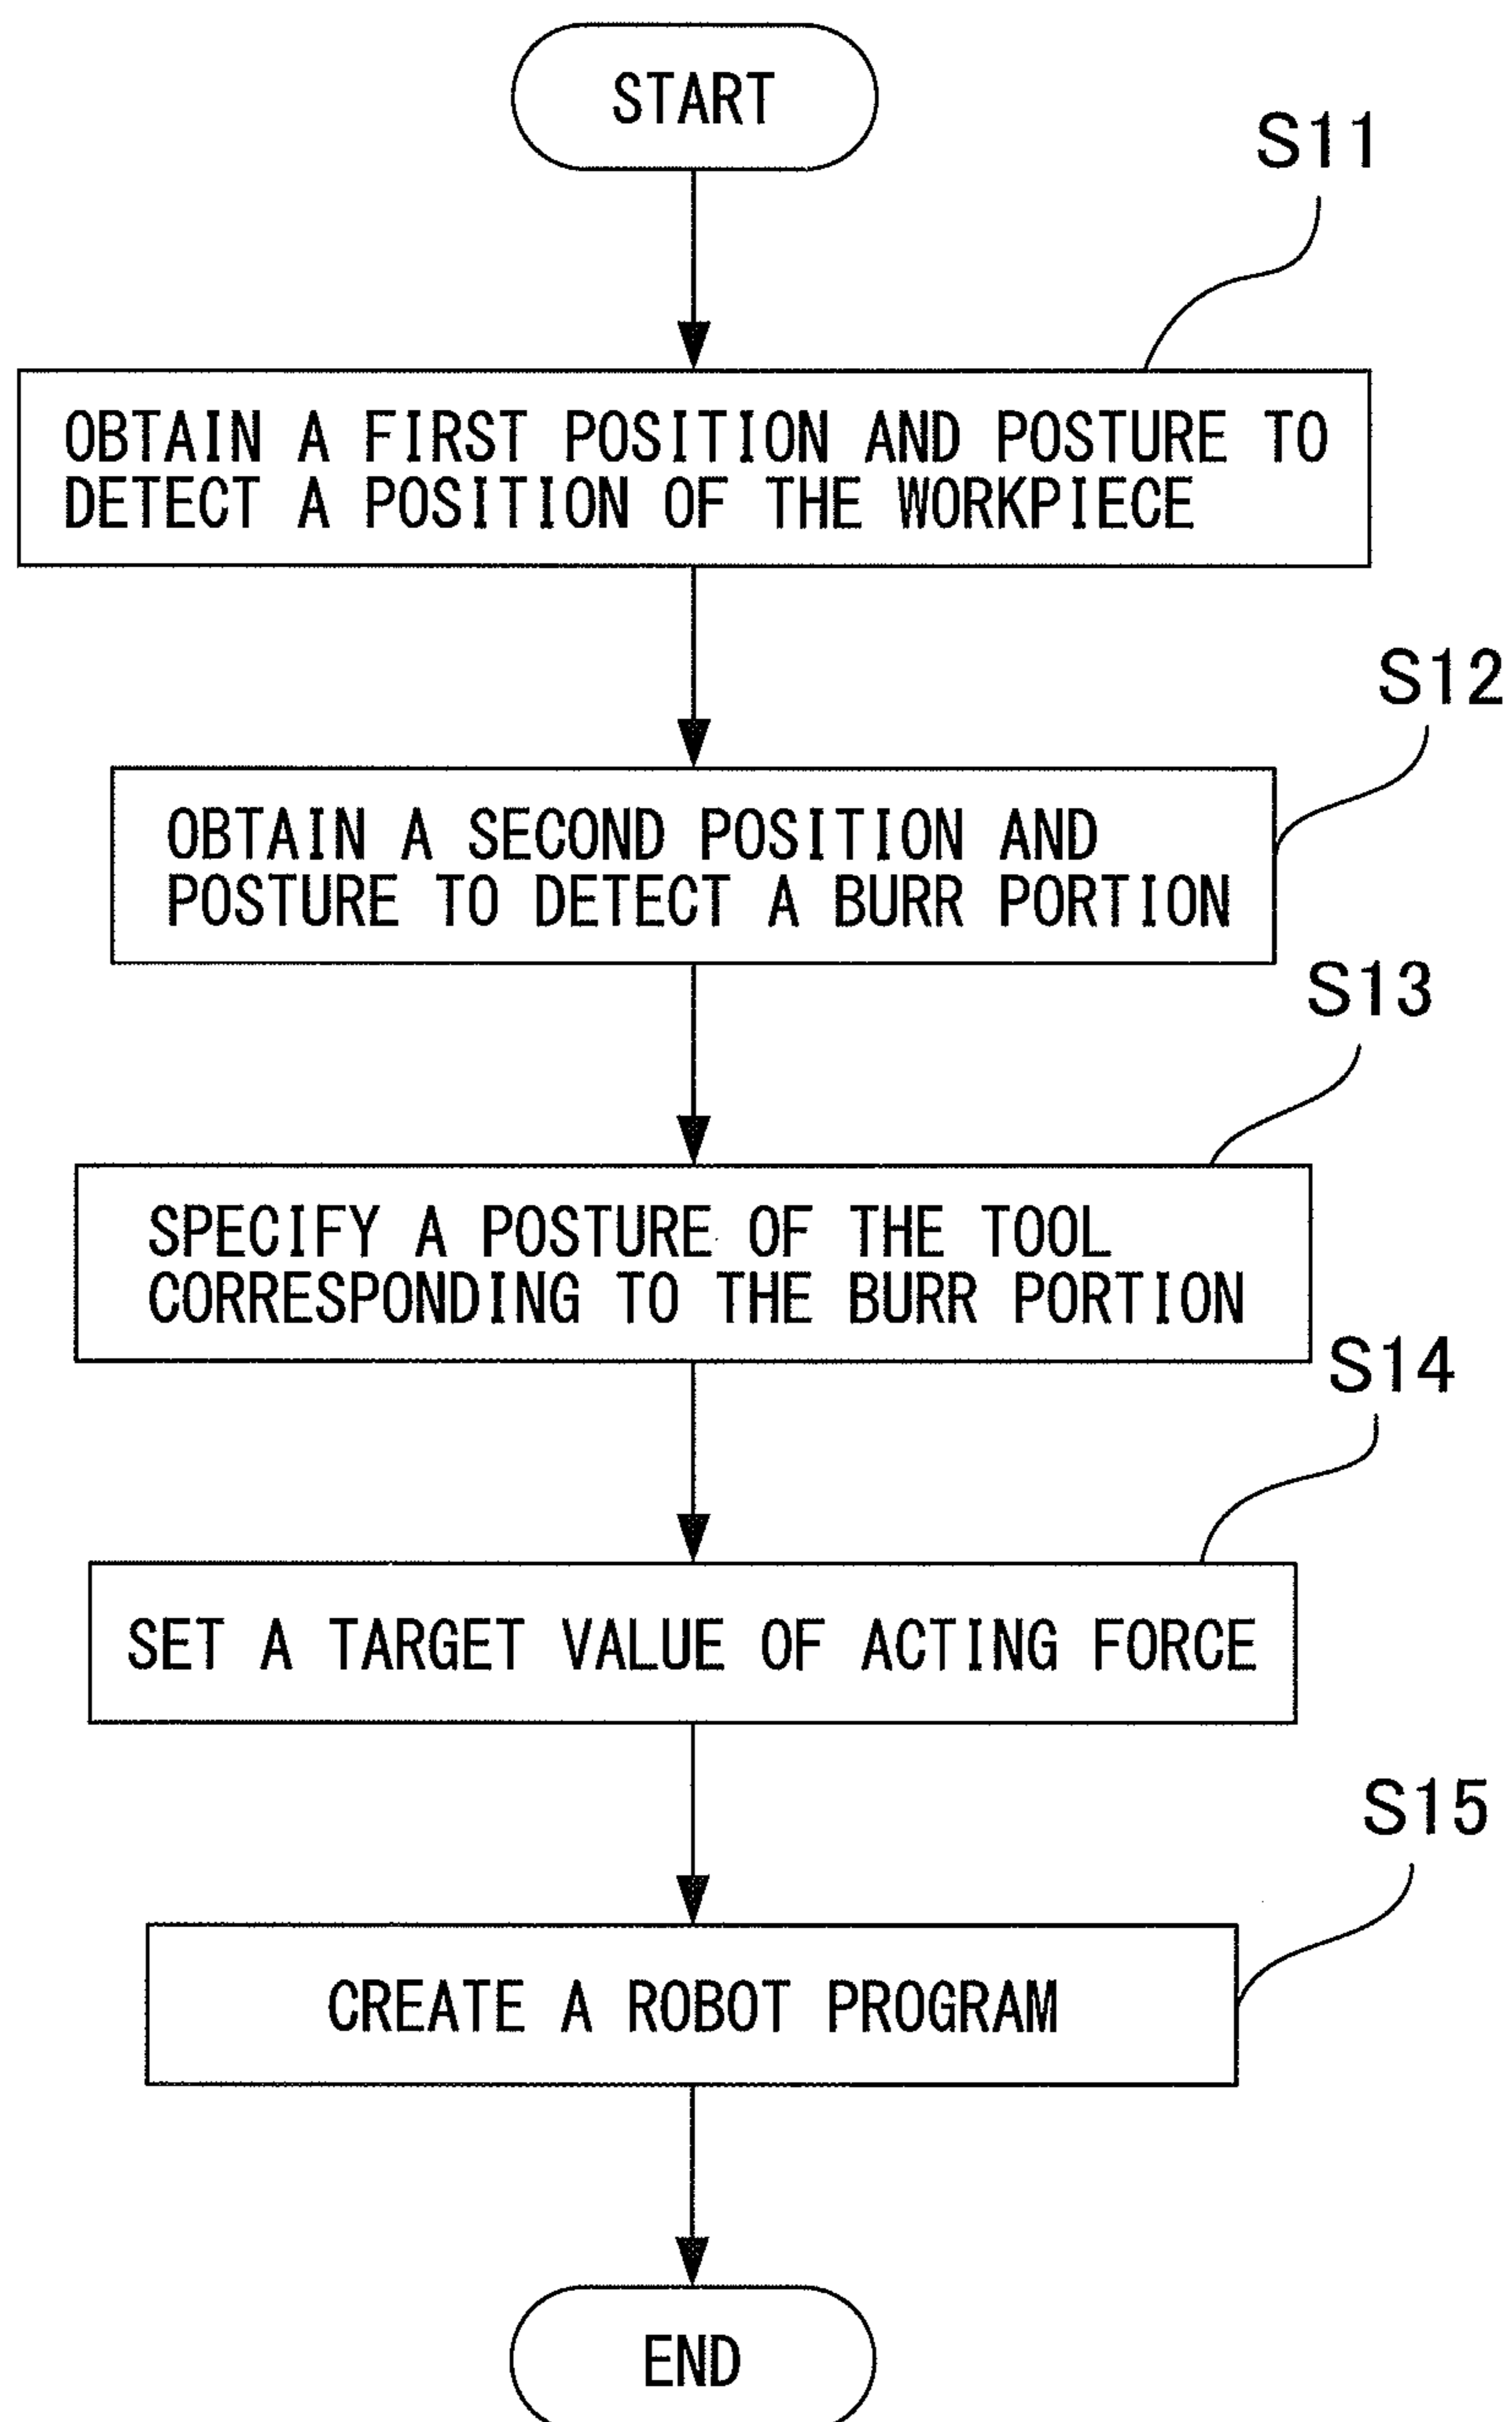 START
S11
OBTAIN A FIRST POSITION AND POSTURE TO
DETECT A POSITION OF THE WORKPIECE
S12
OBTAIN A SECOND POSITION AND
POSTURE TO DETECT A BURR PORTION
S13
SPECIFY A POSTURE OF THE TOOL
CORRESPONDING TO THE BURR PORTION
S14
SET A TARGET VALUE OF ACTING FORCE
S15
CREATE A ROBOT PROGRAM
END